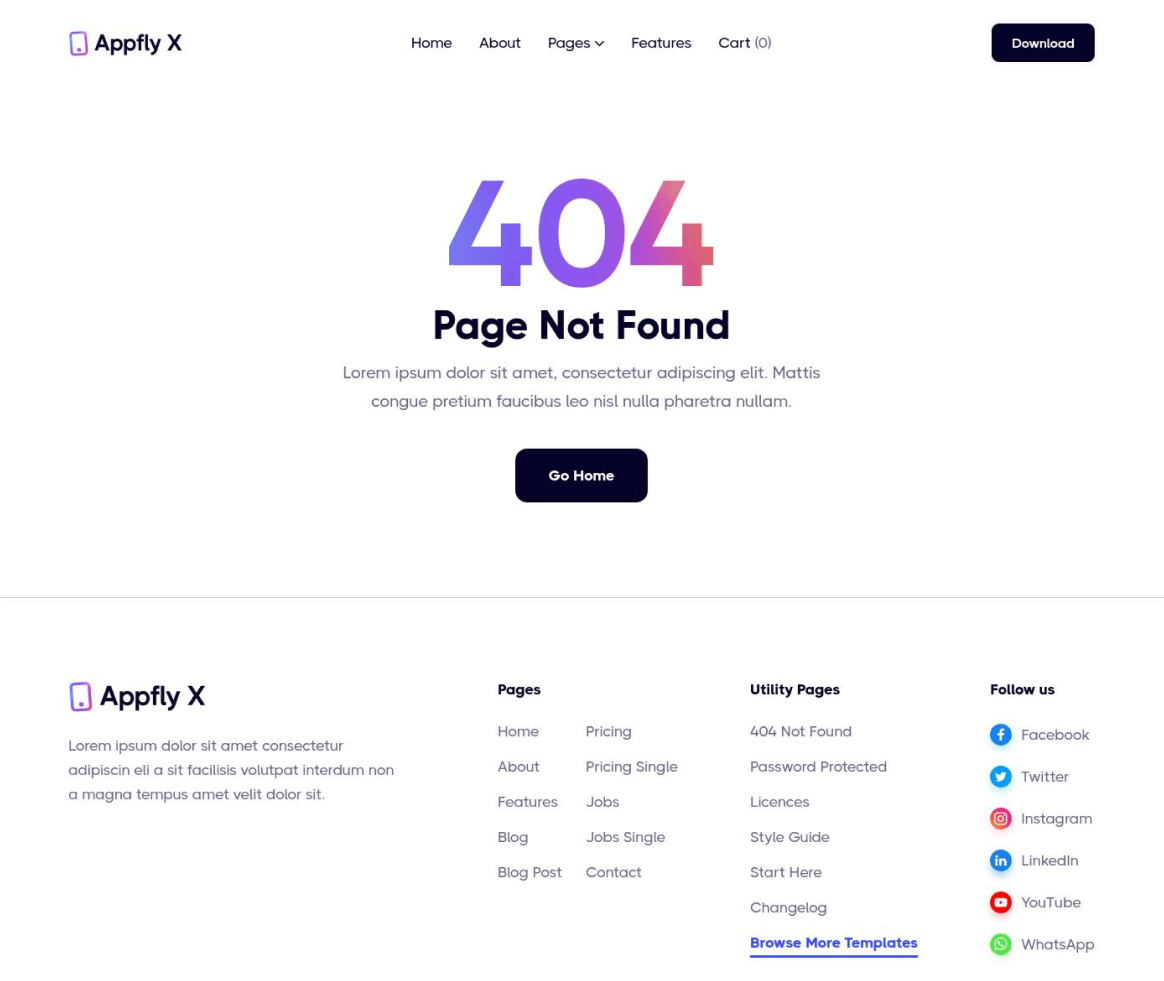 Appfly X
Home
About
Pages
Features
Cart (0)
Download
404
Page Not Found
Lorem ipsum dolor sit amet, consectetur adipiscing elit. Mattis
congue pretium faucibus leo nisl nulla pharetra nullam.
Go Home
Appfly X
Lorem ipsum dolor sit amet consectetur
adipiscin eli a sit facilisis volutpat interdum non
a magna tempus amet velit dolor sit.
Pages
Home
About
Features
Blog
Blog Post
Pricing
Pricing Single
Jobs
Jobs Single
Contact
Utility Pages
404 Not Found
Password Protected
Licences
Style Guide
Start Here
Changelog
Browse More Templates
Follow us
Facebook
Twitter
Instagram
LinkedIn
YouTube
WhatsApp